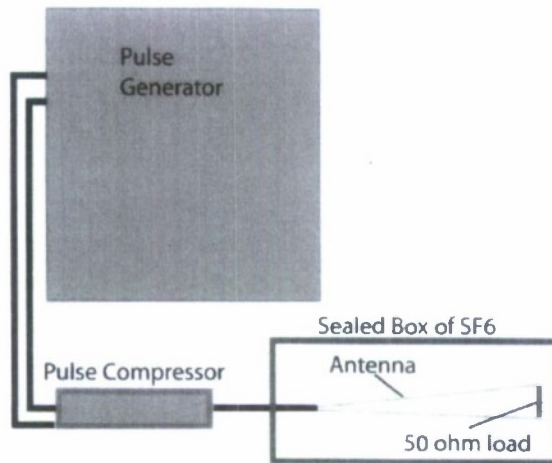 Pulse
Generator
Sealed Box of SF6
Pulse Compressor
Antenna
50 ohm load